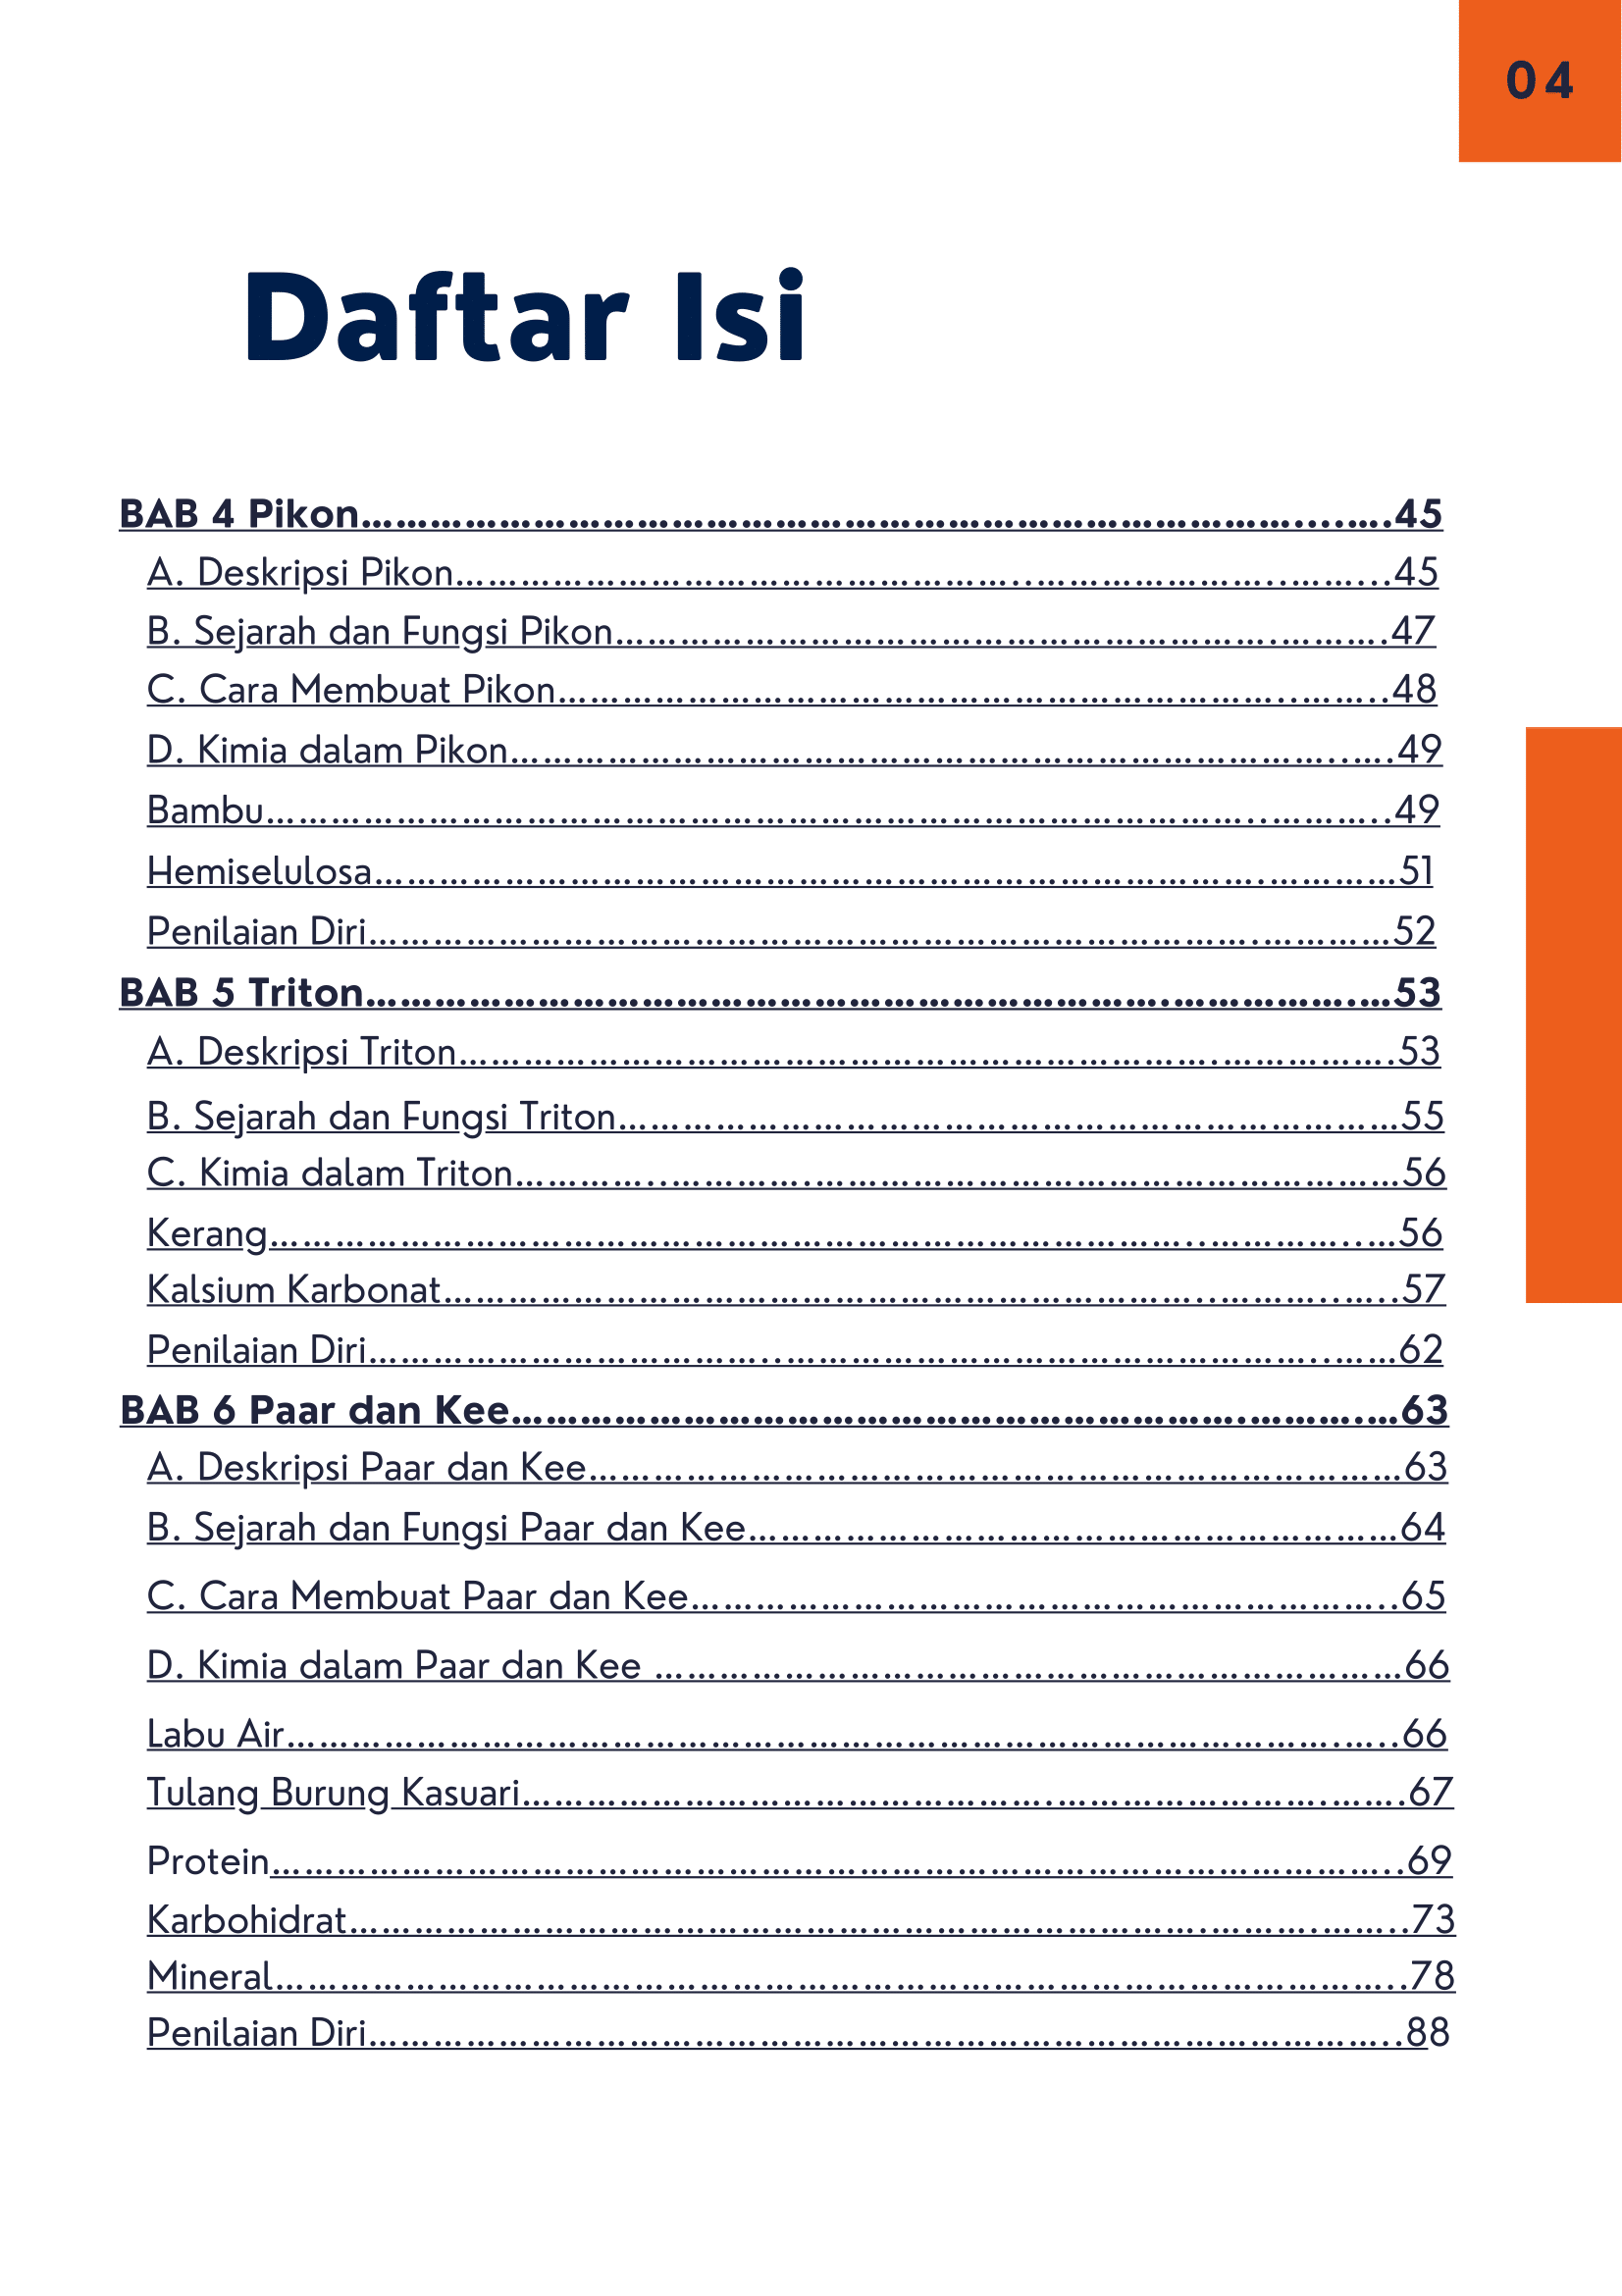 04
Daftar Isi
BAB 4 Pikon....................................................................................45
A. Deskripsi Pikon....................................................................................45
B. Sejarah dan Fungsi Pikon......................................................................47
C. Cara Membuat Pikon...........................................................................48
D. Kimia dalam Pikon...............................................................................49
Bambu....................................................................................................49
Hemiselulosa..........................................................................................51
Penilaian Diri..........................................................................................52
BAB 5 Triton...................................................................................53
A. Deskripsi Triton....................................................................................53
B. Sejarah dan Fungsi Triton.....................................................................55
C. Kimia dalam Triton...............................................................................56
Kerang....................................................................................................56
Kalsium Karbonat...................................................................................57
Penilaian Diri..........................................................................................62
BAB 6 Paar dan Kee.......................................................................63
A. Deskripsi Paar dan Kee........................................................................63
B. Sejarah dan Fungsi Paar dan Kee.........................................................64
C. Cara Membuat Paar dan Kee...............................................................65
D. Kimia dalam Paar dan Kee ..................................................................66
Labu Air..................................................................................................66
Tulang Burung Kasuari............................................................................67
Protein....................................................................................................69
Karbohidrat............................................................................................73
Mineral...................................................................................................78
Penilaian Diri..........................................................................................88